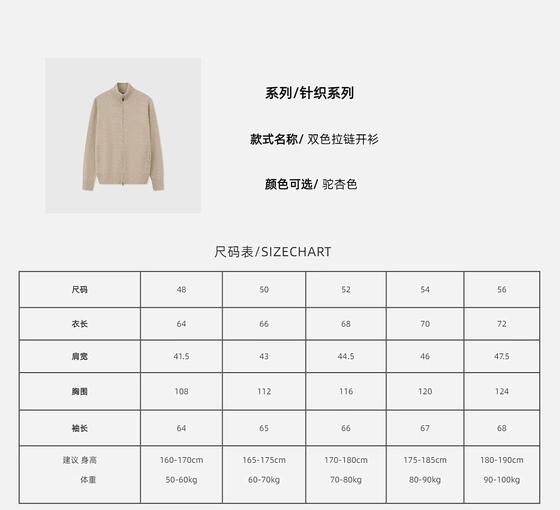 系列/针织系列
款式名称/ 双色拉链开衫
颜色可选/ 驼杏色
尺码表/SIZECHART
尺码 48 50 52 54 56
衣长 64 66 68 70 72
肩宽 41.5 43 44.5 46 47.5
胸围 108 112 116 120 124
袖长 64 65 66 67 68
建议 身高 160-170cm 165-175cm 170-180cm 175-185cm 180-190cm
体重 50-60kg 60-70kg 70-80kg 80-90kg 90-100kg